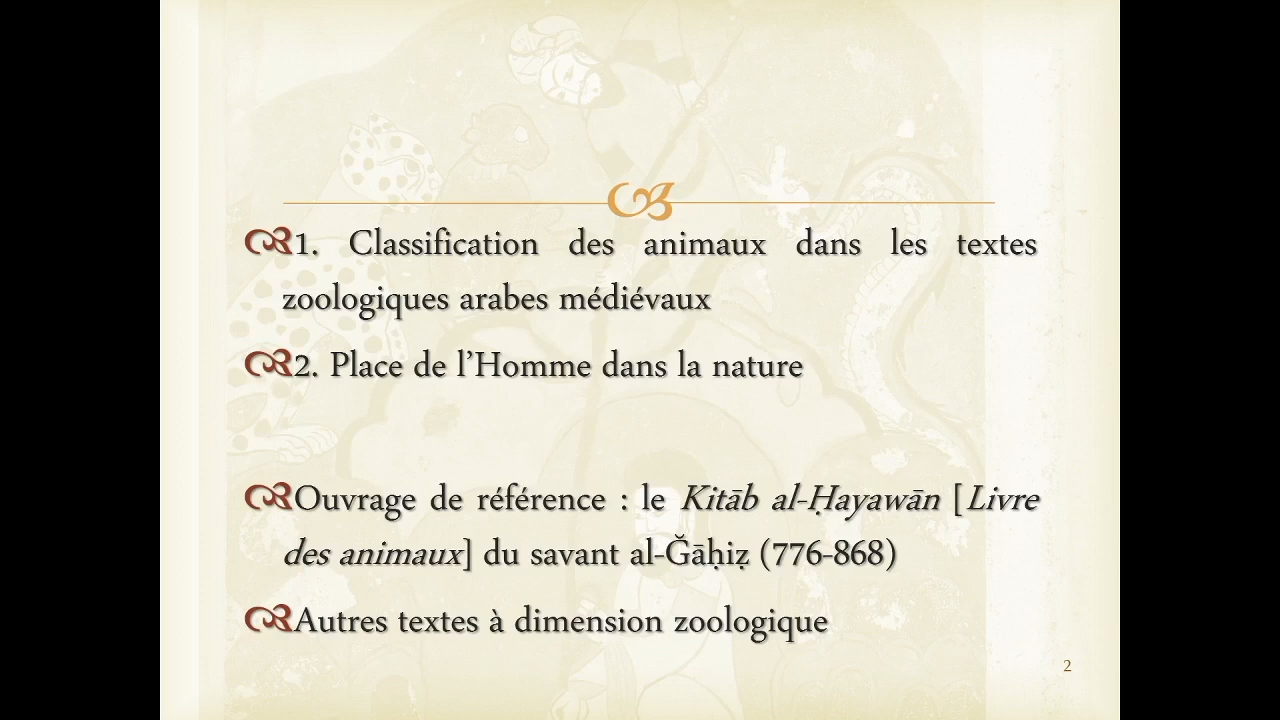 1. Classification des animaux dans les textes
zoologiques arabes médiévaux
2. Place de l’Homme dans la nature
Ouvrage de référence : le Kitāb al-Ḥayawān [Livre
des animaux] du savant al-Ğāḥiẓ (776-868)
Autres textes à dimension zoologique
2